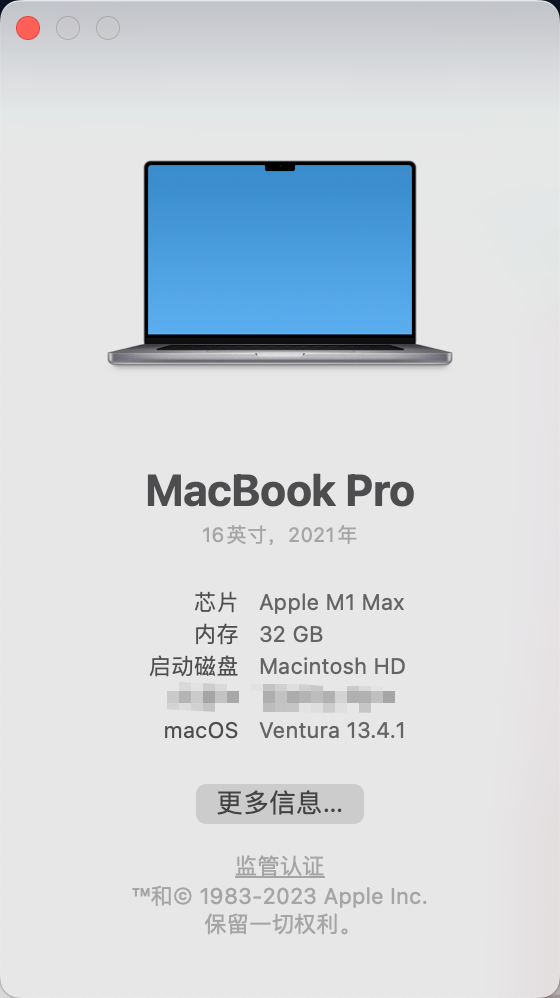 MacBook Pro
16英寸，2021年
芯片 Apple M1 Max
内存 32 GB
启动磁盘 Macintosh HD
macOS Ventura 13.4.1
更多信息...
监管认证
™和© 1983-2023 Apple Inc.
保留一切权利。